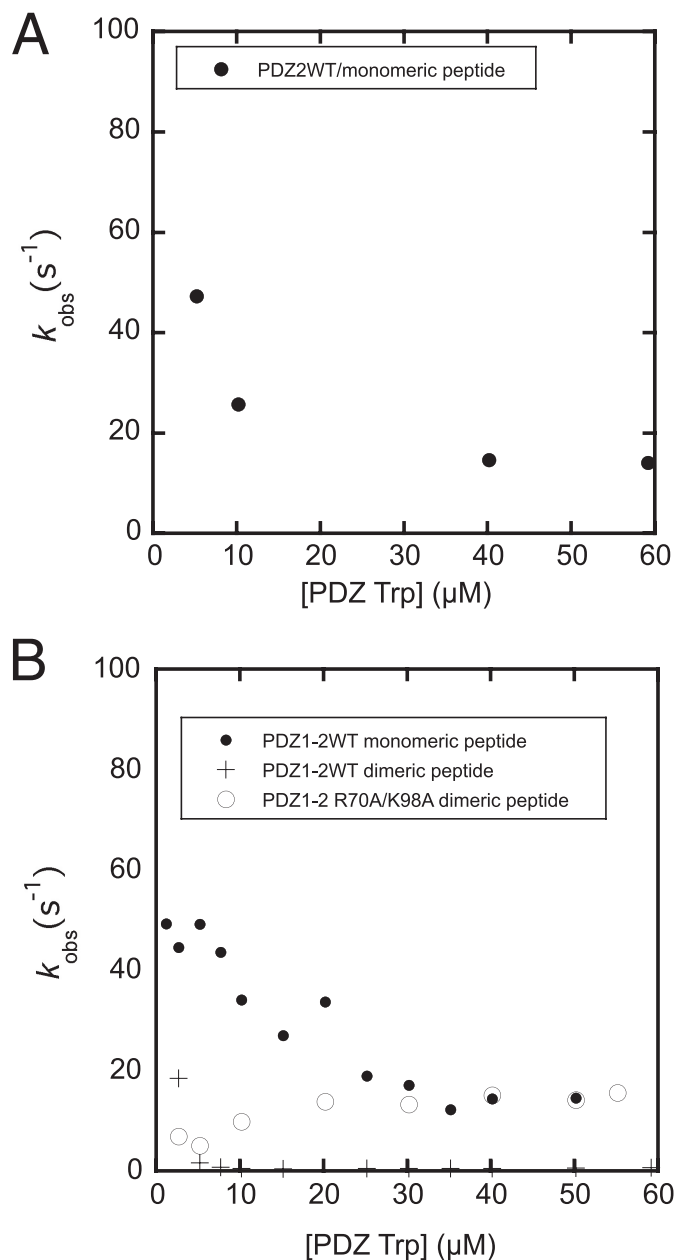 A
100
80
60
40
20
0
k obs (s-1)
PDZ2WT/monomeric peptide
0 10 20 30 40 50 60
[PDZ Trp] (µM)
B
100
80
60
40
20
0
k obs (s-1)
PDZ1-2WT monomeric peptide
PDZ1-2WT dimeric peptide
PDZ1-2 R70A/K98A dimeric peptide
0 10 20 30 40 50 60
[PDZ Trp] (µM)